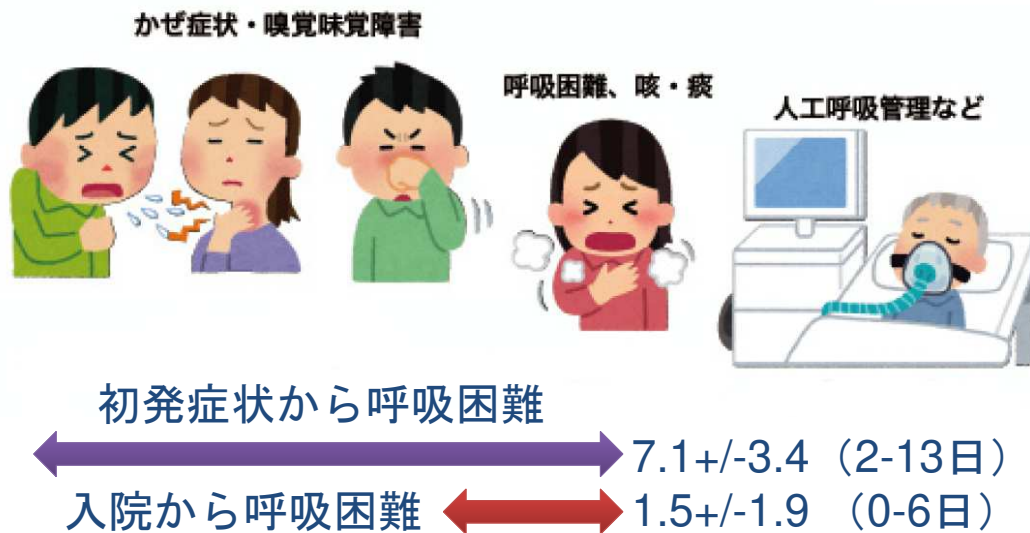 かぜ症状・嗅覚味覚障害
呼吸困難、咳・痰
人工呼吸管理など
初発症状から呼吸困難
7.1+/-3.4（2-13日）
入院から呼吸困難
1.5+/-1.9 （0-6日）